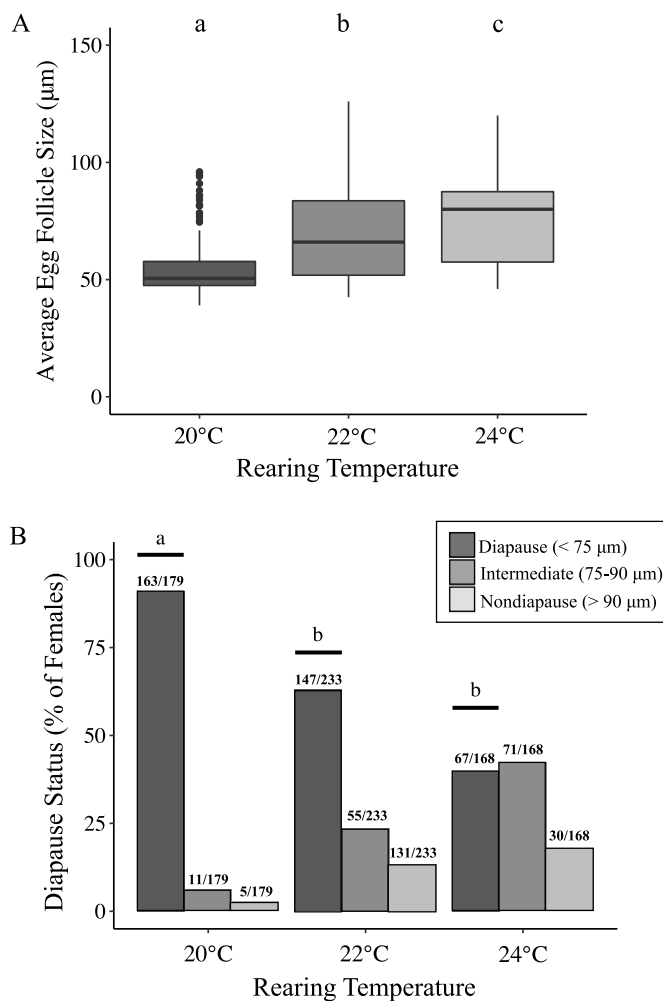 A
a b c
150
100
50
0
Average Egg Follicle Size (μm)
20°C 22°C 24°C
Rearing Temperature
B
Diapause (< 75 μm)
Intermediate (75-90 μm)
Nondiapause (> 90 μm)
100
75
50
25
0
Diapause Status (% of Females)
a
163/179
11/179
5/179
b
147/233
55/233
131/233
b
67/168
71/168
30/168
20°C 22°C 24°C
Rearing Temperature